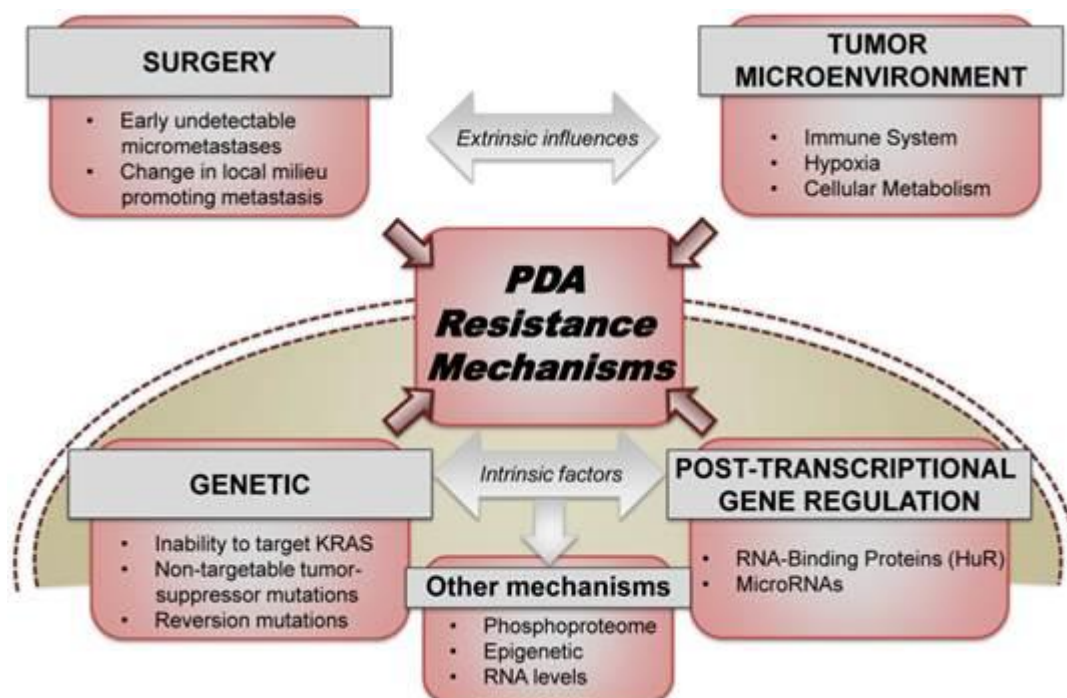 SURGERY
• Early undetectable
micrometastases
• Change in local milieu
promoting metastasis
Extrinsic influences
TUMOR
MICROENVIRONMENT
• Immune System
• Hypoxia
• Cellular Metabolism
PDA
Resistance
Mechanisms
GENETIC
• Inability to target KRAS
• Non-targetable tumor-
suppressor mutations
• Reversion mutations
Intrinsic factors
POST-TRANSCRIPTIONAL
GENE REGULATION
• RNA-Binding Proteins (HuR)
• MicroRNAs
Other mechanisms
• Phosphoproteome
• Epigenetic
• RNA levels